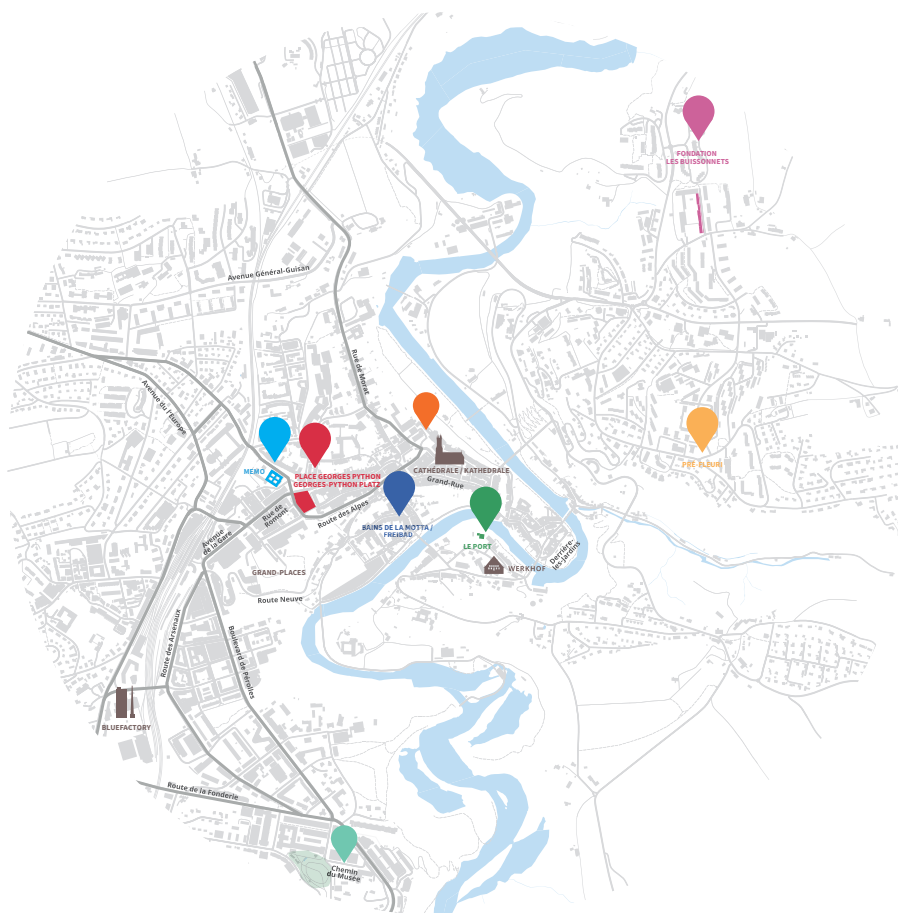 FONDATION
LES BUISSONNETS
Avenue Général-Guisan
Rue de Morat
Avenue du l'Europe
MEMO
PLACE GEORGES PYTHON
GEORGES-PYTHON PLATZ
CATHÉDRALE / KATHEDRALE
Grand-Rue
PRÉ-FLEURI
Rue de
Romont
Route des Alpes
BAINS DE LA MOTTA /
FREIBAD
Avenue
de la Gare
LE PORT
Derrière-
les-Jardins
WERKHOF
GRAND-PLACES
Route Neuve
Route des Arsenaux
Boulevard de Pérolles
BLUEFACTORY
Route de la Fonderie
Chemin
du Musée